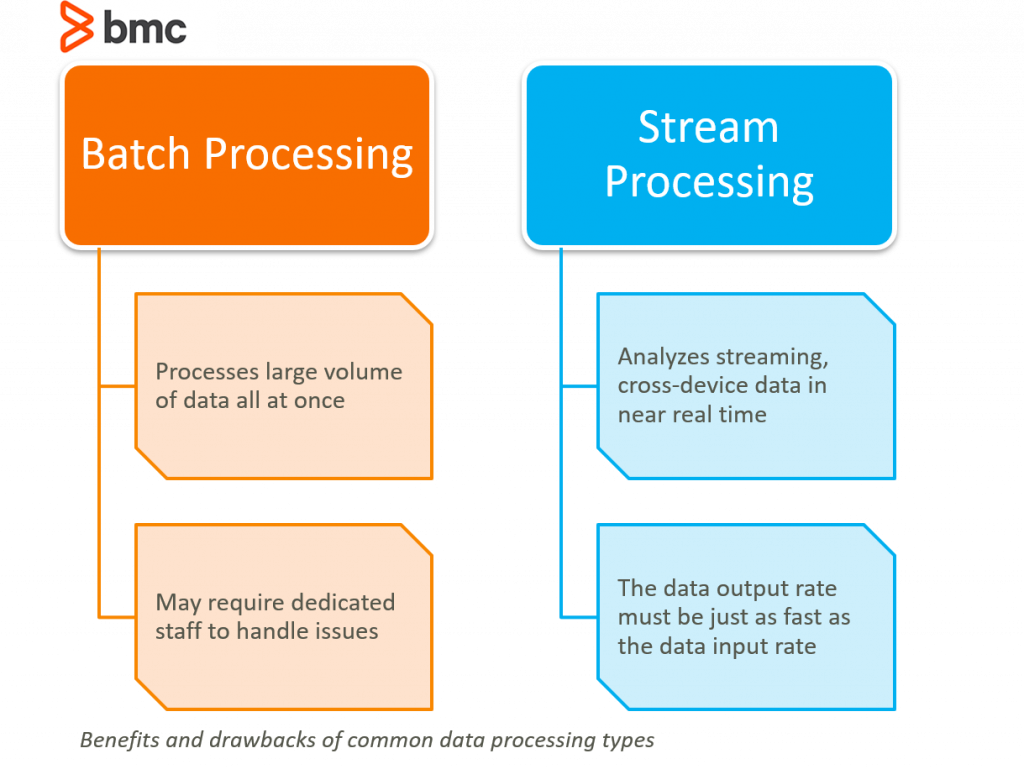 bmc
Batch Processing
Processes large volume
of data all at once
May require dedicated
staff to handle issues
Stream
Processing
Analyzes streaming,
cross-device data in
near real time
The data output rate
must be just as fast as
the data input rate
Benefits and drawbacks of common data processing types